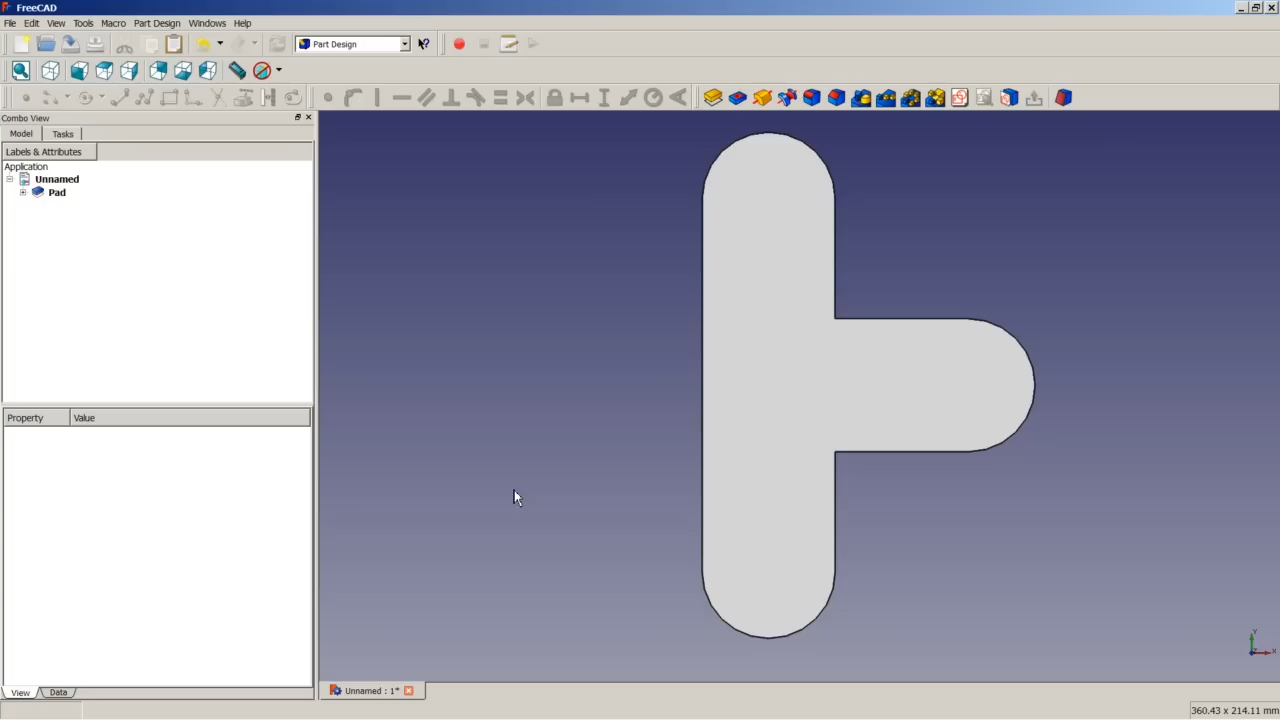 FreeCAD
File Edit View Tools Macro Part Design Windows Help
Part Design
Combo View
Model Tasks
Labels & Attributes
Application
Unnamed
Pad
Property Value
View Data
Unnamed : 1*
Y
X
360.43 x 214.11 mm